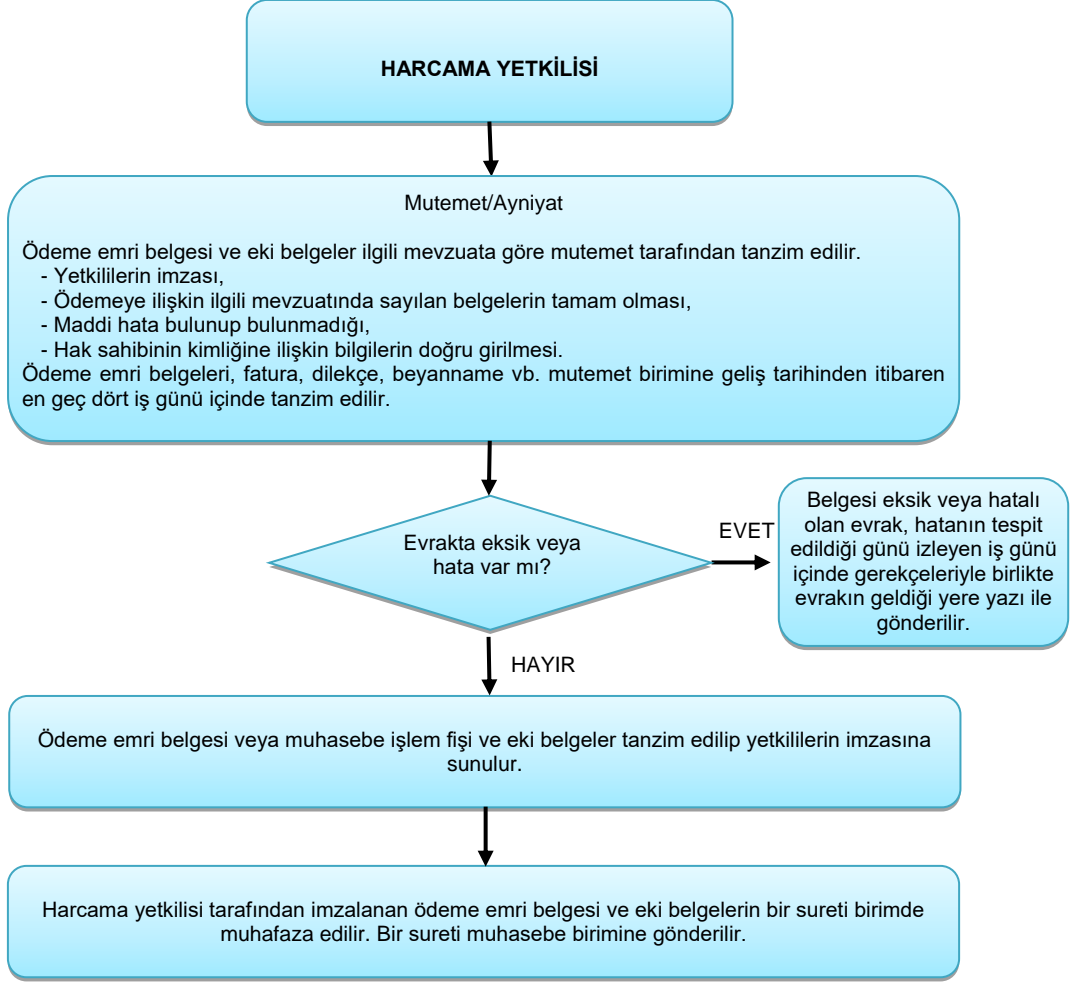 HARCAMA YETKİLİSİ
Mutemet/Ayniyat
Ödeme emri belgesi ve eki belgeler ilgili mevzuata göre mutemet tarafından tanzim edilir.
- Yetkililerin imzası,
- Ödemeye ilişkin ilgili mevzuatında sayılan belgelerin tamam olması,
- Maddi hata bulunup bulunmadığı,
- Hak sahibinin kimliğine ilişkin bilgilerin doğru girilmesi.
Ödeme emri belgeleri, fatura, dilekçe, beyanname vb. mutemet birimine geliş tarihinden itibaren
en geç dört iş günü içinde tanzim edilir.
Evrakta eksik veya
hata var mı?
EVET
Belgesi eksik veya hatalı
olan evrak, hatanın tespit
edildiği günü izleyen iş günü
içinde gerekçeleriyle birlikte
evrakın geldiği yere yazı ile
gönderilir.
HAYIR
Ödeme emri belgesi veya muhasebe işlem fişi ve eki belgeler tanzim edilip yetkililerin imzasına
sunulur.
Harcama yetkilisi tarafından imzalanan ödeme emri belgesi ve eki belgelerin bir sureti birimde
muhafaza edilir. Bir sureti muhasebe birimine gönderilir.